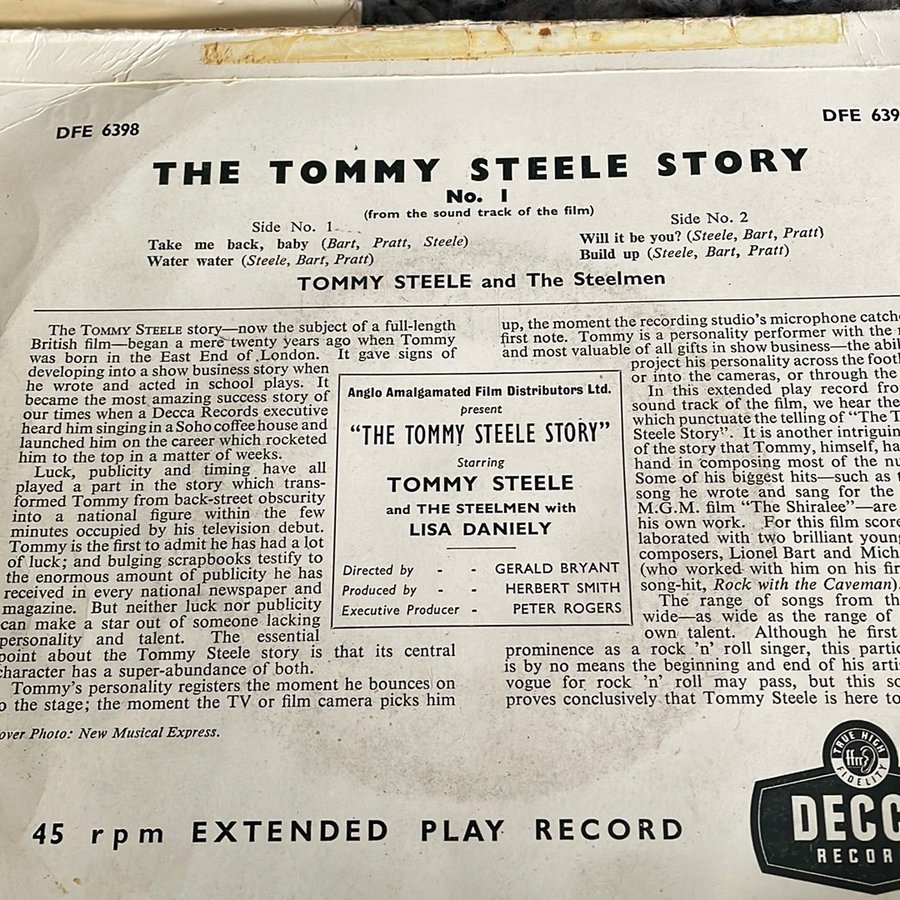 DFE 6398
DFE 639
THE TOMMY STEELE STORY
No. 1
(from the sound track of the film)
Side No. 1
Take me back, baby (Bart, Pratt, Steele)
Water water (Steele, Bart, Pratt)
Side No. 2
Will it be you? (Steele, Bart, Pratt)
Build up (Steele, Bart, Pratt)
TOMMY STEELE and The Steelmen
The TOMMY STEELE story—now the subject of a full-length
British film—began a mere twenty years ago when Tommy
was born in the East End of London. It gave signs of
developing into a show business story when
he wrote and acted in school plays. It
became the most amazing success story of
our times when a Decca Records executive
heard him singing in a Soho coffee house and
launched him on the career which rocketed
him to the top in a matter of weeks.
Luck, publicity and timing have all
played a part in the story which trans-
formed Tommy from back-street obscurity
into a national figure within the few
minutes occupied by his television debut.
Tommy is the first to admit he has had a lot
of luck; and bulging scrapbooks testify to
the enormous amount of publicity he has
received in every national newspaper and
magazine. But neither luck nor publicity
can make a star out of someone lacking
personality and talent. The essential
point about the Tommy Steele story is that its central
character has a super-abundance of both.
Tommy's personality registers the moment he bounces on
o the stage; the moment the TV or film camera picks him
over Photo: New Musical Express.
Anglo Amalgamated Film Distributors Ltd.
present
"THE TOMMY STEELE STORY"
Starring
TOMMY STEELE
and THE STEELMEN with
LISA DANIELY
Directed by - - GERALD BRYANT
Produced by - - HERBERT SMITH
Executive Producer - PETER ROGERS
up, the moment the recording studio's microphone catch
first note. Tommy is a personality performer with the
and most valuable of all gifts in show business—the abil
project his personality across the foot
or into the cameras, or through the
In this extended play record fro
sound track of the film, we hear the
which punctuate the telling of "The T
Steele Story". It is another intriguin
of the story that Tommy, himself, ha
hand in composing most of the nu
Some of his biggest hits—such as t
song he wrote and sang for the
M.G.M. film "The Shiralee"—are
his own work. For this film score
laborated with two brilliant young
composers, Lionel Bart and Mich
(who worked with him on his fir
song-hit, Rock with the Caveman).
The range of songs from th
wide—as wide as the range of
own talent. Although he first
prominence as a rock 'n' roll singer, this partic
is by no means the beginning and end of his arti
vogue for rock 'n' roll may pass, but this so
proves conclusively that Tommy Steele is here to
45 rpm EXTENDED PLAY RECORD
TRUE HIGH
ffrr
FIDELITY
DECC
RECOR